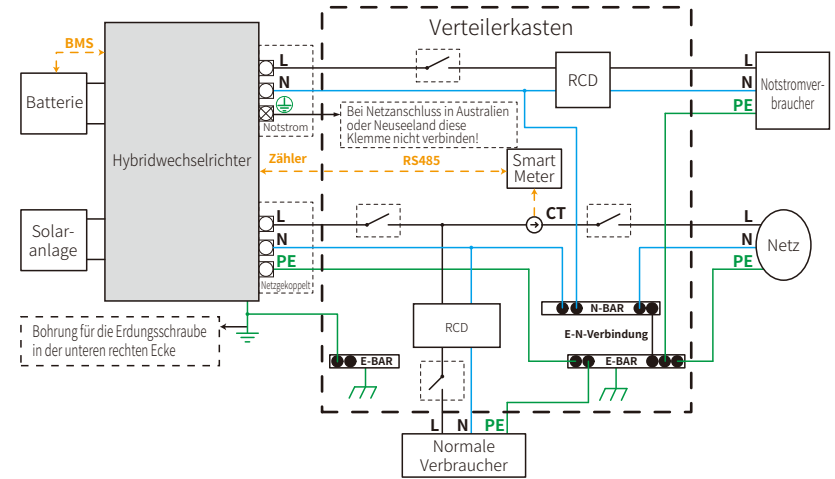 Verteilerkasten
BMS
L
N
RCD
L
N
PE
Notstromver-
braucher
Batterie
Notstrom
Bei Netzanschluss in Australien
oder Neuseeland diese
Klemme nicht verbinden!
Hybridwechselrichter
Zähler
RS485
Smart
Meter
Solar-
anlage
L
N
PE
Netzgekoppelt
CT
L
N
PE
Netz
N-BAR
E-N-Verbindung
RCD
Bohrung für die Erdungsschraube
in der unteren rechten Ecke
E-BAR
E-BAR
L
N
PE
Normale
Verbraucher